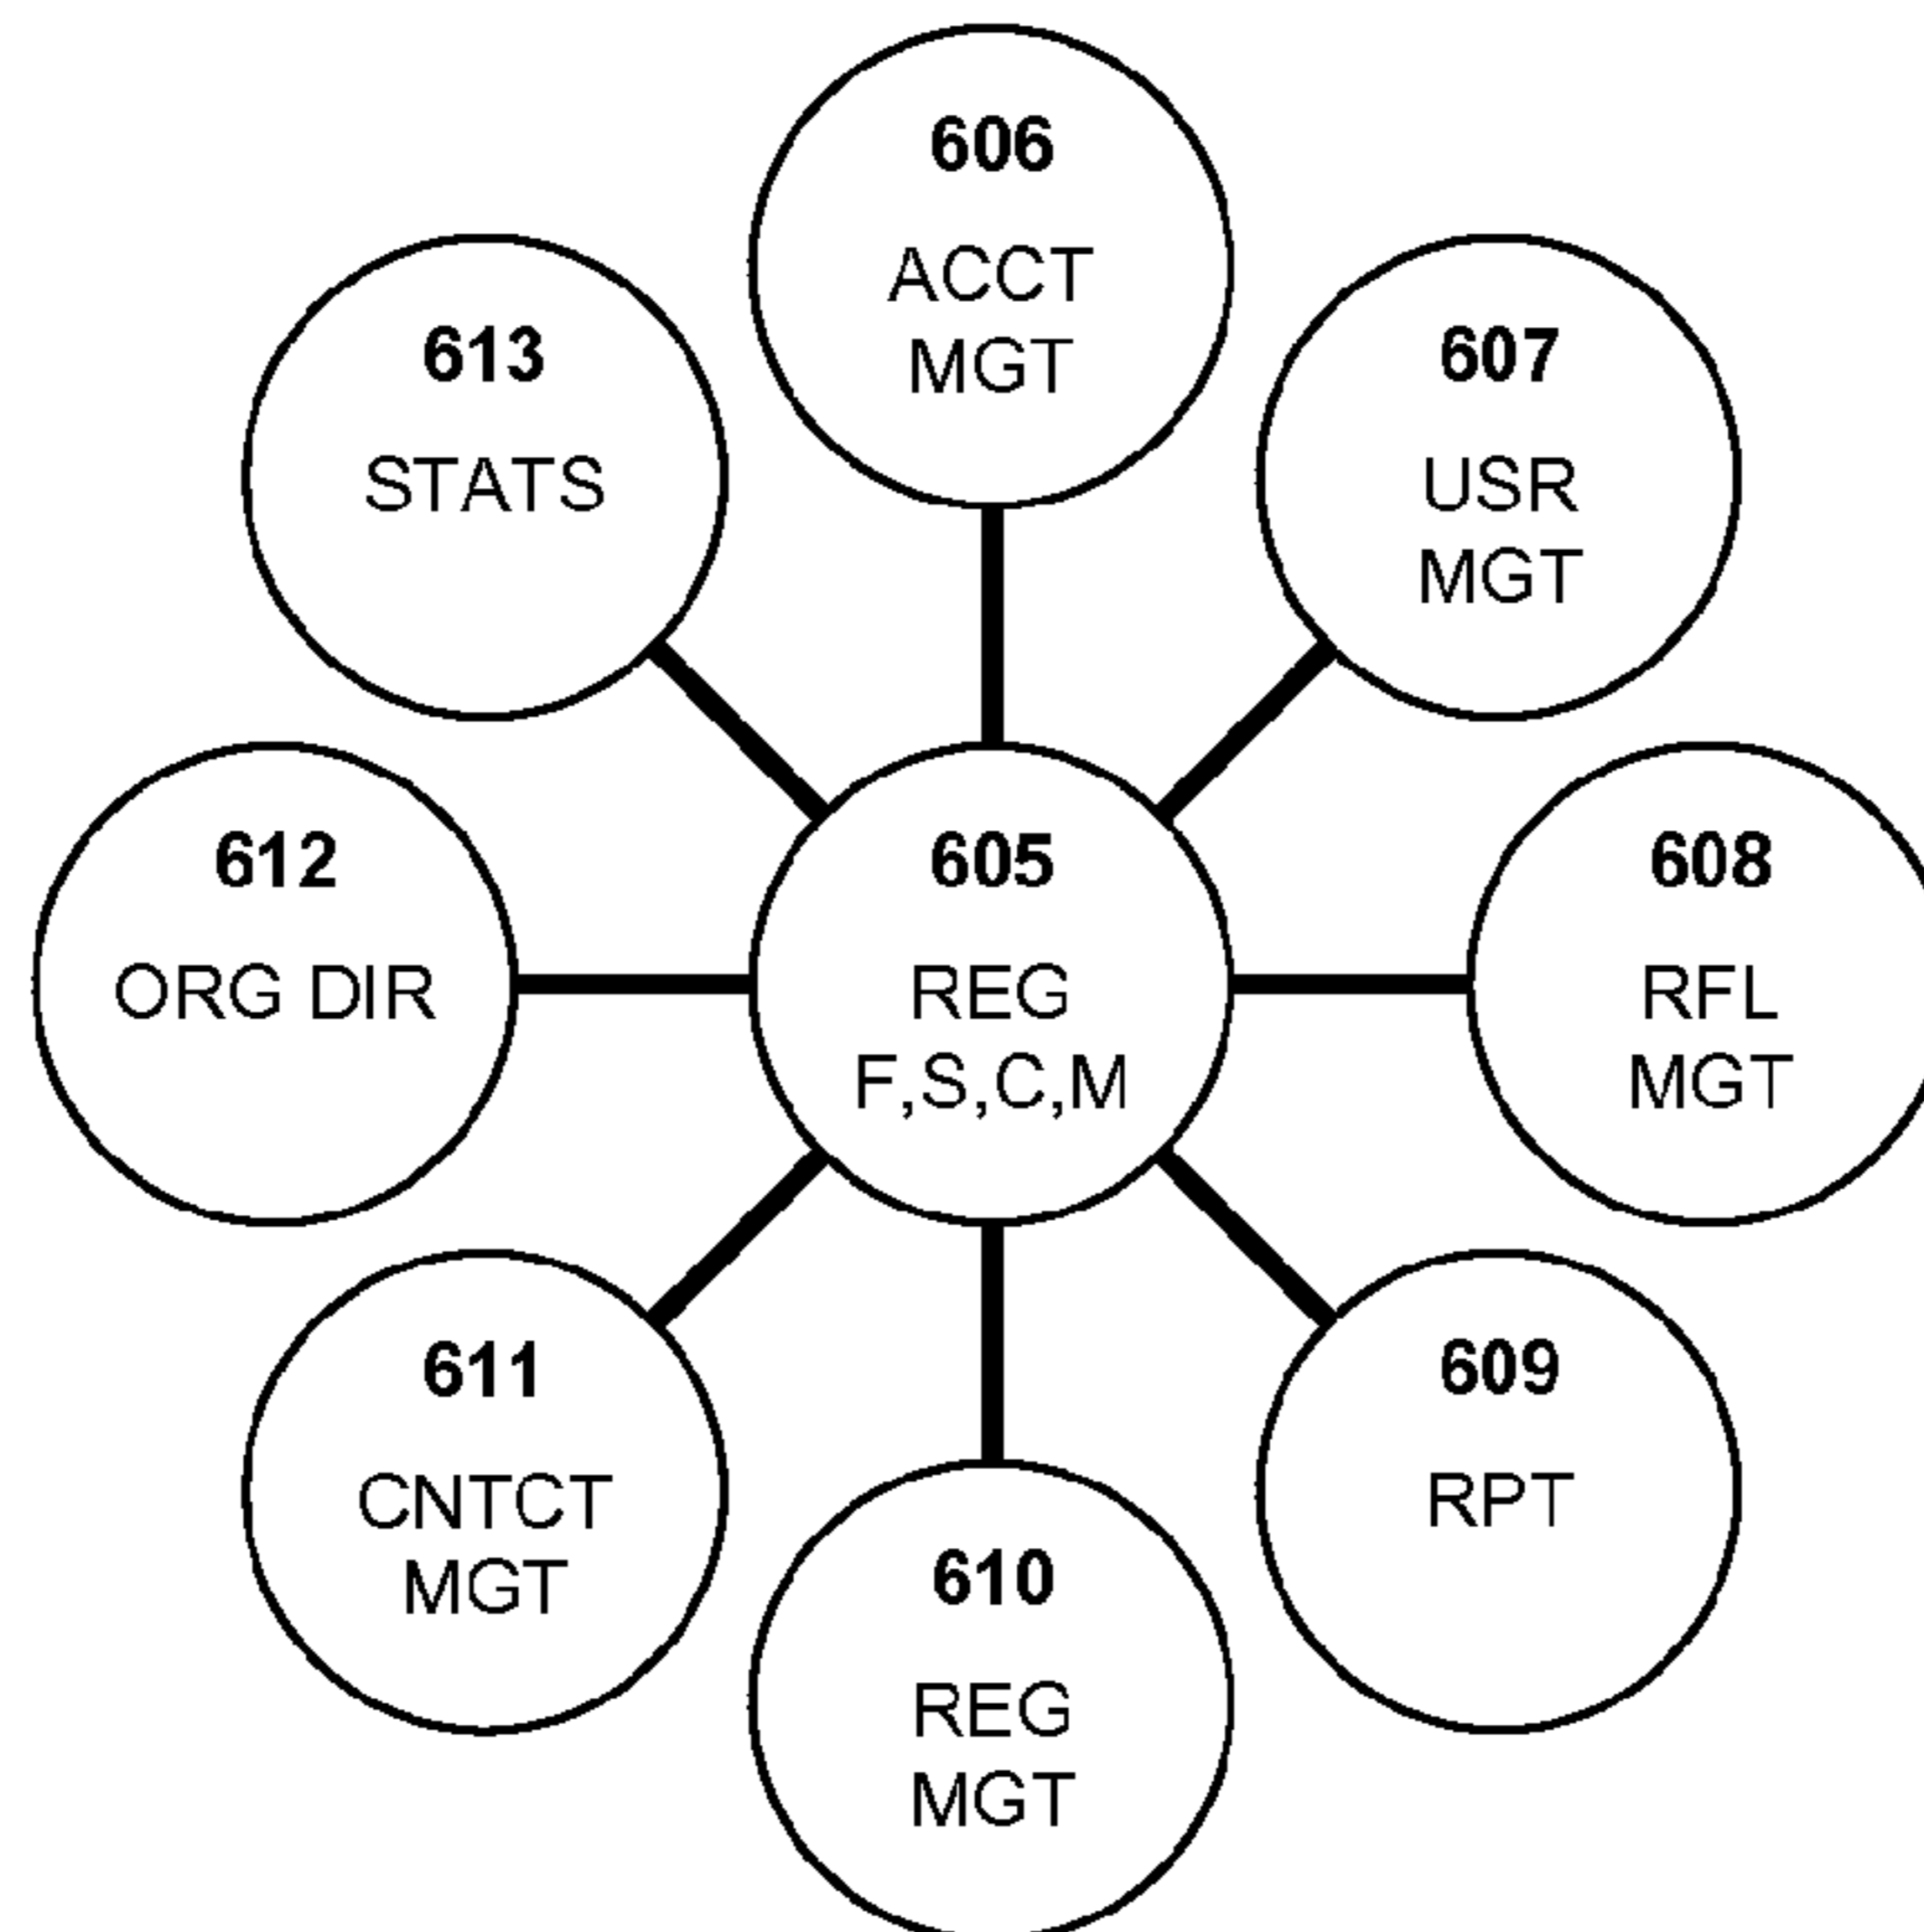 606
ACCT
MGT
613
STATS
607
USR
MGT
612
ORG DIR
605
REG
F,S,C,M
608
RFL
MGT
611
CNTCT
MGT
609
RPT
610
REG
MGT